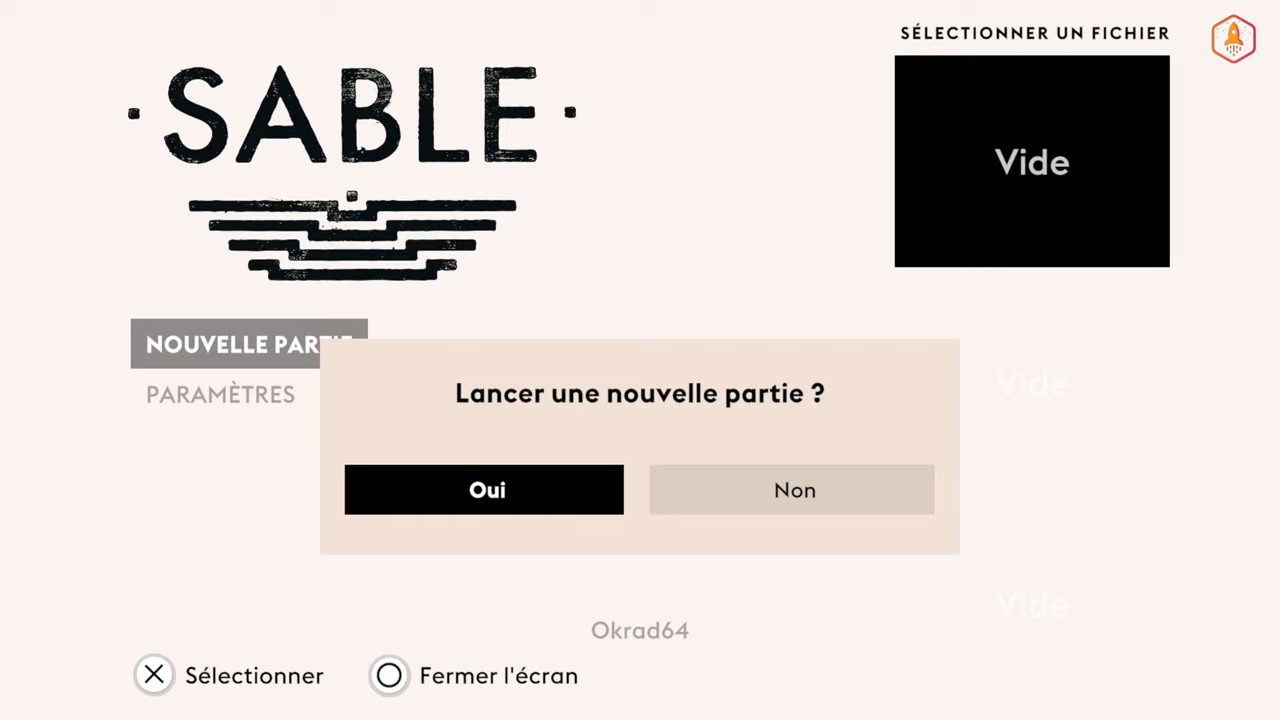 SÉLECTIONNER UN FICHIER
· SABLE ·
Vide
NOUVELLE PARTIE
PARAMÈTRES
Lancer une nouvelle partie ?
Vide
Oui
Non
Vide
Okrad64
Sélectionner
Fermer l'écran